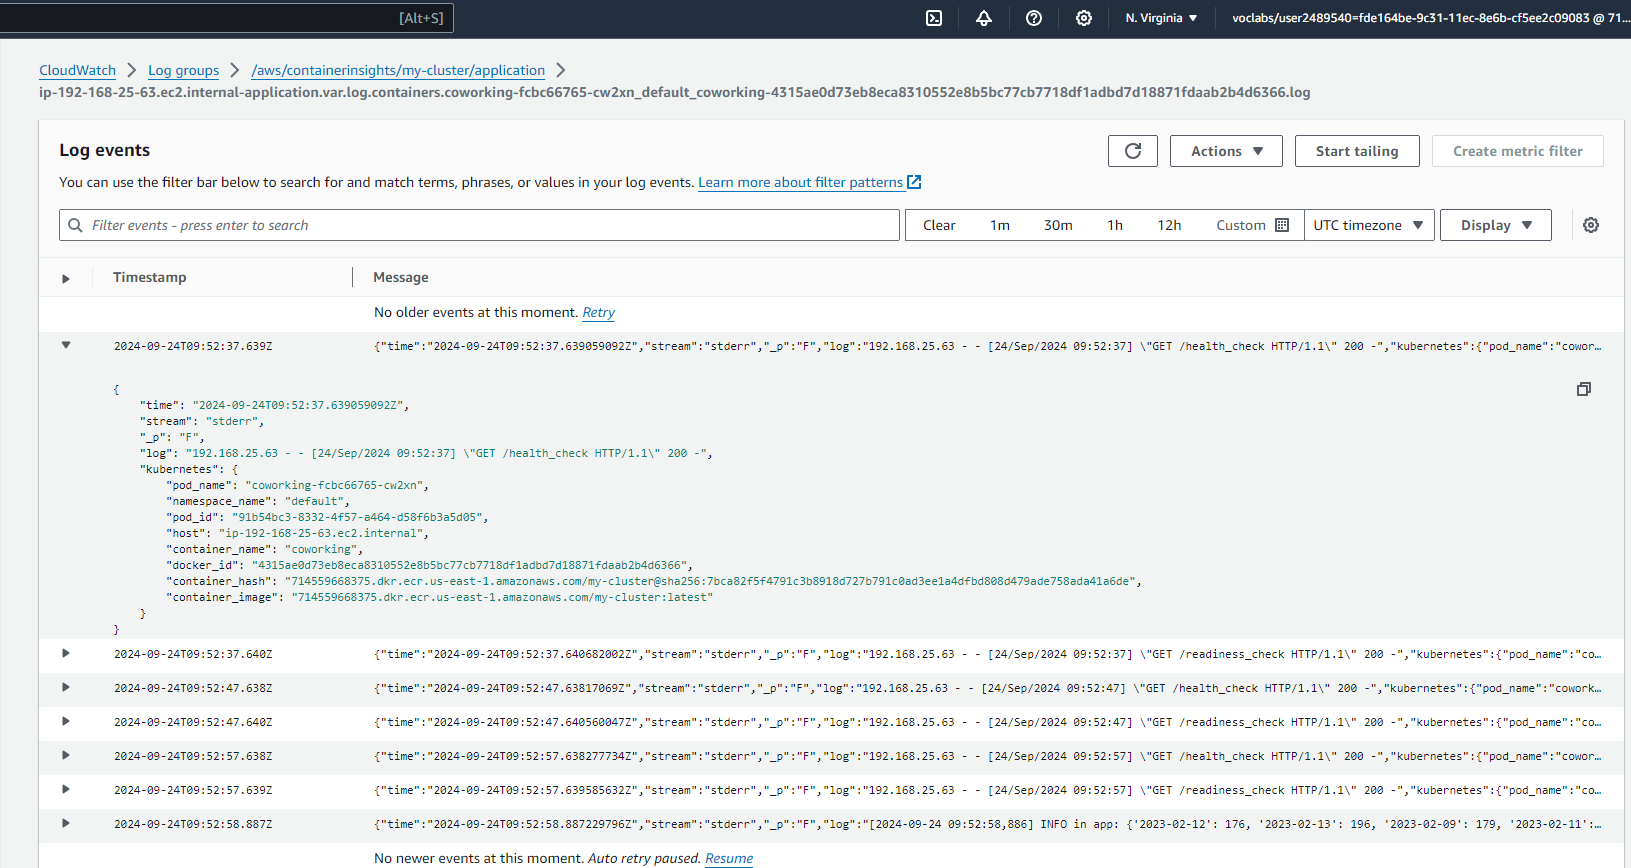 [Alt+S] N. Virginia voclabs/user2489540=fde164be-9c31-11ec-8e6b-cf5ee2c09083 @ 71...
CloudWatch Log groups /aws/containerinsights/my-cluster/application
ip-192-168-25-63.ec2.internal-application.var.log.containers.coworking-fcbc66765-cw2xn_default_coworking-4315ae0d73eb8eca8310552e8b5bc77cb7718df1adbd7d18871fdaab2b4d6366.log
Log events Actions Start tailing Create metric filter
You can use the filter bar below to search for and match terms, phrases, or values in your log events. Learn more about filter patterns
Filter events - press enter to search Clear 1m 30m 1h 12h Custom UTC timezone Display
Timestamp Message
No older events at this moment. Retry
2024-09-24T09:52:37.639Z {"time":"2024-09-24T09:52:37.639059092Z","stream":"stderr","_p":"F","log":"192.168.25.63 - - [24/Sep/2024 09:52:37] \"GET /health_check HTTP/1.1\" 200 -","kubernetes":{"pod_name":"cowor...
{
"time": "2024-09-24T09:52:37.639059092Z",
"stream": "stderr",
"_p": "F",
"log": "192.168.25.63 - - [24/Sep/2024 09:52:37] \"GET /health_check HTTP/1.1\" 200 -",
"kubernetes": {
"pod_name": "coworking-fcbc66765-cw2xn",
"namespace_name": "default",
"pod_id": "91b54bc3-8332-4f57-a464-d58f6b3a5d05",
"host": "ip-192-168-25-63.ec2.internal",
"container_name": "coworking",
"docker_id": "4315ae0d73eb8eca8310552e8b5bc77cb7718df1adbd7d18871fdaab2b4d6366",
"container_hash": "714559668375.dkr.ecr.us-east-1.amazonaws.com/my-cluster@sha256:7bca82f5f4791c3b8918d727b791c0ad3ee1a4dfbd808d479ade758ada41a6de",
"container_image": "714559668375.dkr.ecr.us-east-1.amazonaws.com/my-cluster:latest"
}
}
2024-09-24T09:52:37.640Z {"time":"2024-09-24T09:52:37.640682002Z","stream":"stderr","_p":"F","log":"192.168.25.63 - - [24/Sep/2024 09:52:37] \"GET /readiness_check HTTP/1.1\" 200 -","kubernetes":{"pod_name":"co...
2024-09-24T09:52:47.638Z {"time":"2024-09-24T09:52:47.63817069Z","stream":"stderr","_p":"F","log":"192.168.25.63 - - [24/Sep/2024 09:52:47] \"GET /health_check HTTP/1.1\" 200 -","kubernetes":{"pod_name":"cowork...
2024-09-24T09:52:47.640Z {"time":"2024-09-24T09:52:47.640560047Z","stream":"stderr","_p":"F","log":"192.168.25.63 - - [24/Sep/2024 09:52:47] \"GET /readiness_check HTTP/1.1\" 200 -","kubernetes":{"pod_name":"co...
2024-09-24T09:52:57.638Z {"time":"2024-09-24T09:52:57.638277734Z","stream":"stderr","_p":"F","log":"192.168.25.63 - - [24/Sep/2024 09:52:57] \"GET /health_check HTTP/1.1\" 200 -","kubernetes":{"pod_name":"cowor...
2024-09-24T09:52:57.639Z {"time":"2024-09-24T09:52:57.639585632Z","stream":"stderr","_p":"F","log":"192.168.25.63 - - [24/Sep/2024 09:52:57] \"GET /readiness_check HTTP/1.1\" 200 -","kubernetes":{"pod_name":"co...
2024-09-24T09:52:58.887Z {"time":"2024-09-24T09:52:58.887229796Z","stream":"stderr","_p":"F","log":"[2024-09-24 09:52:58,886] INFO in app: {'2023-02-12': 176, '2023-02-13': 196, '2023-02-09': 179, '2023-02-11':...
No newer events at this moment. Auto retry paused. Resume